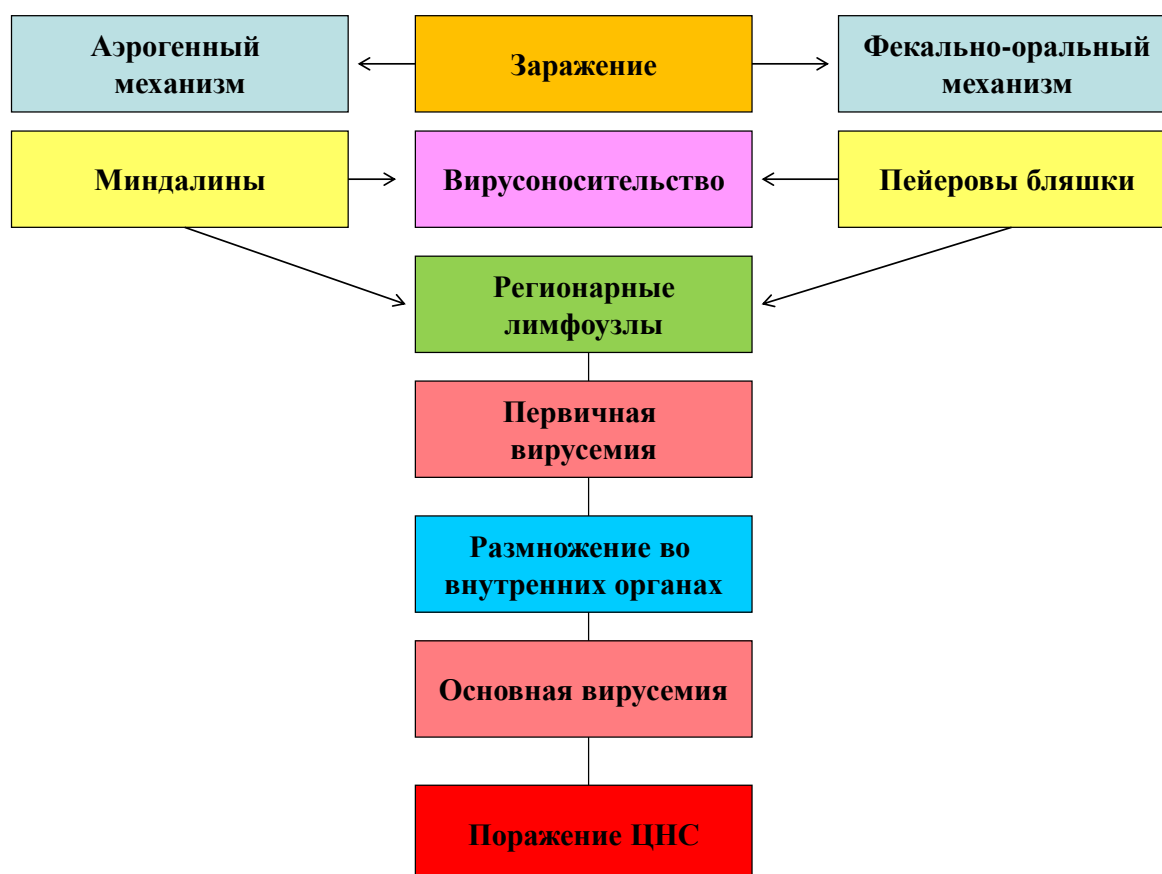 Аэрогенный
механизм
Заражение
Фекально-оральный
механизм
Миндалины
Вирусоносительство
Пейеровы бляшки
Регионарные
лимфоузлы
Первичная
вирусемия
Размножение во
внутренних органах
Основная вирусемия
Поражение ЦНС